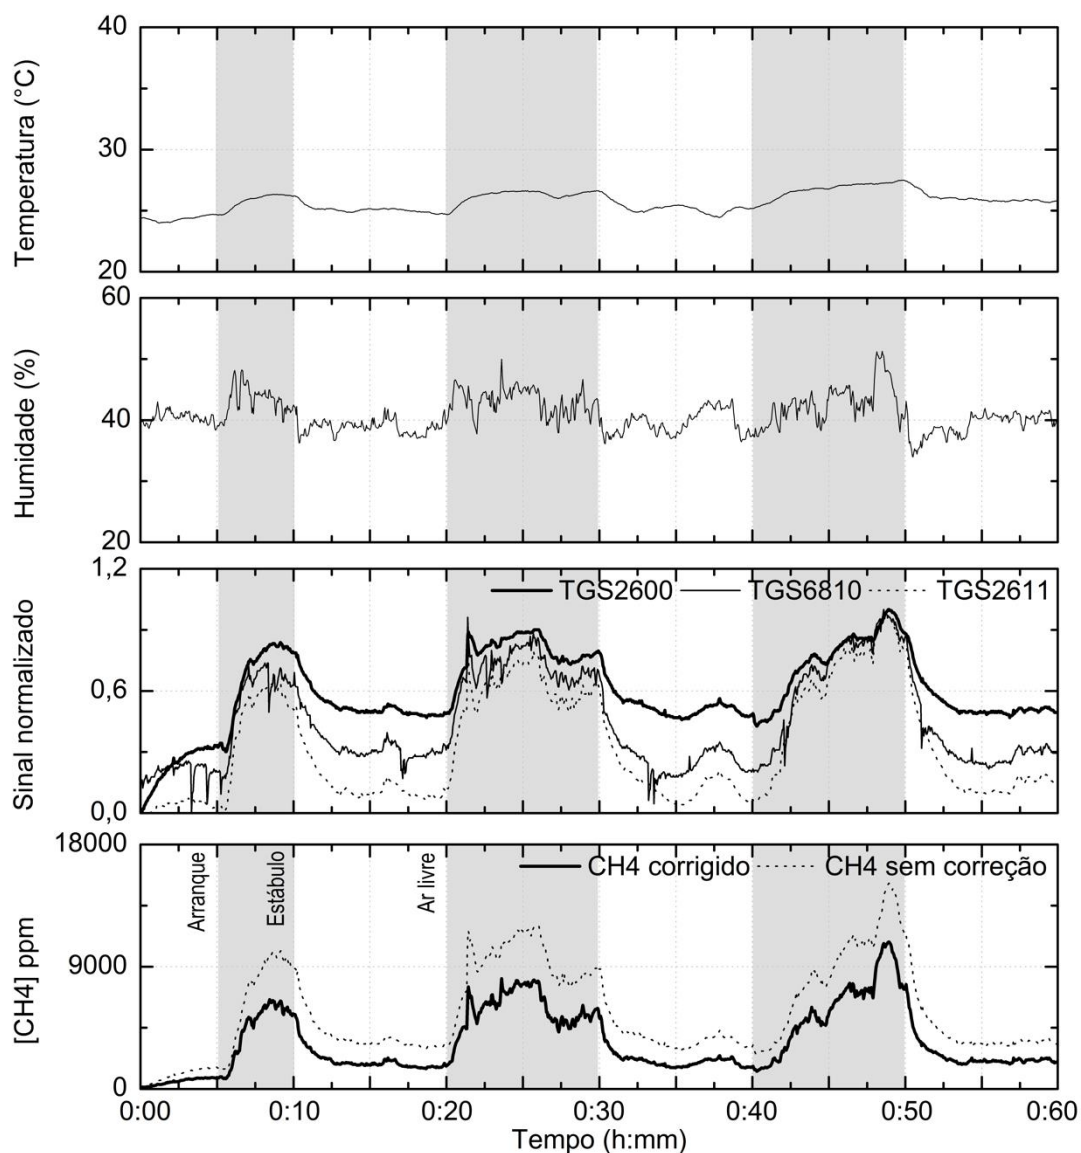 40
30
20
Temperatura (°C)
60
40
20
Humidade (%)
1,2
0,6
0,0
Sinal normalizado
TGS2600 TGS6810 TGS2611
18000
9000
0
[CH4] ppm
CH4 corrigido CH4 sem correção
Arranque
Estábulo
Ar livre
0:00 0:10 0:20 0:30 0:40 0:50 0:60
Tempo (h:mm)